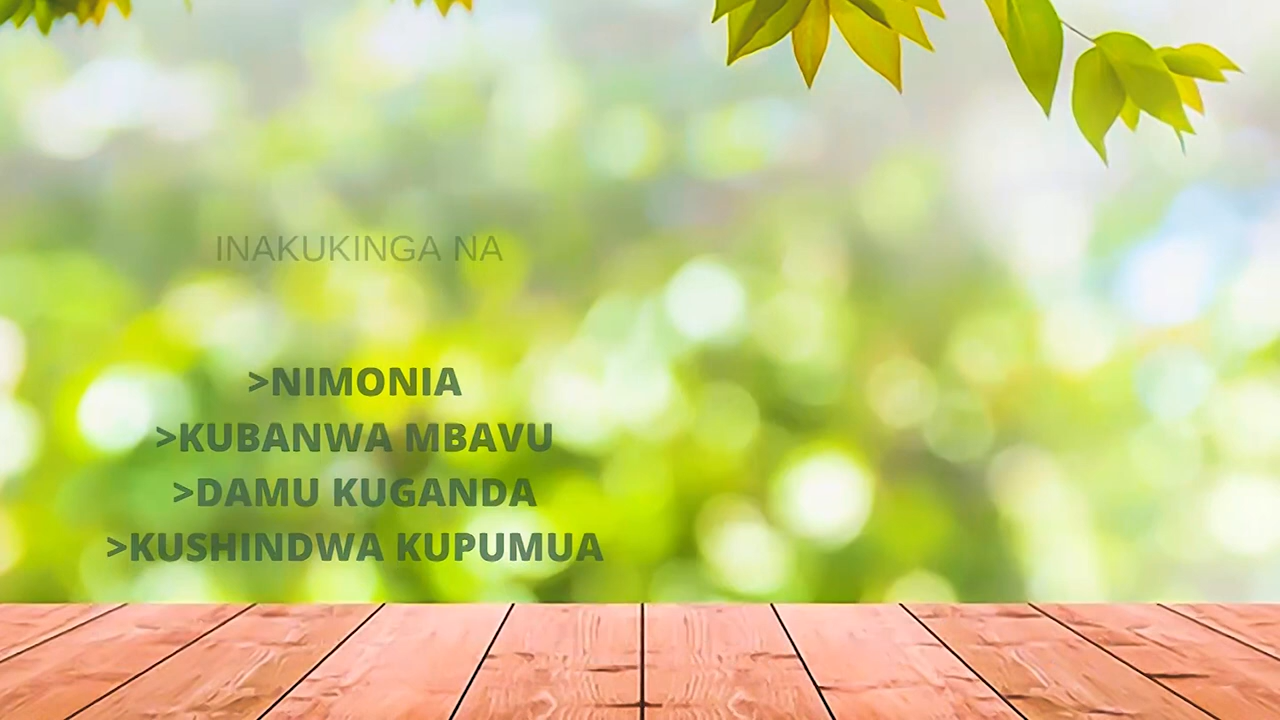 INAKUKINGA NA
>NIMONIA
>KUBANWA MBAVU
>DAMU KUGANDA
>KUSHINDWA KUPUMUA